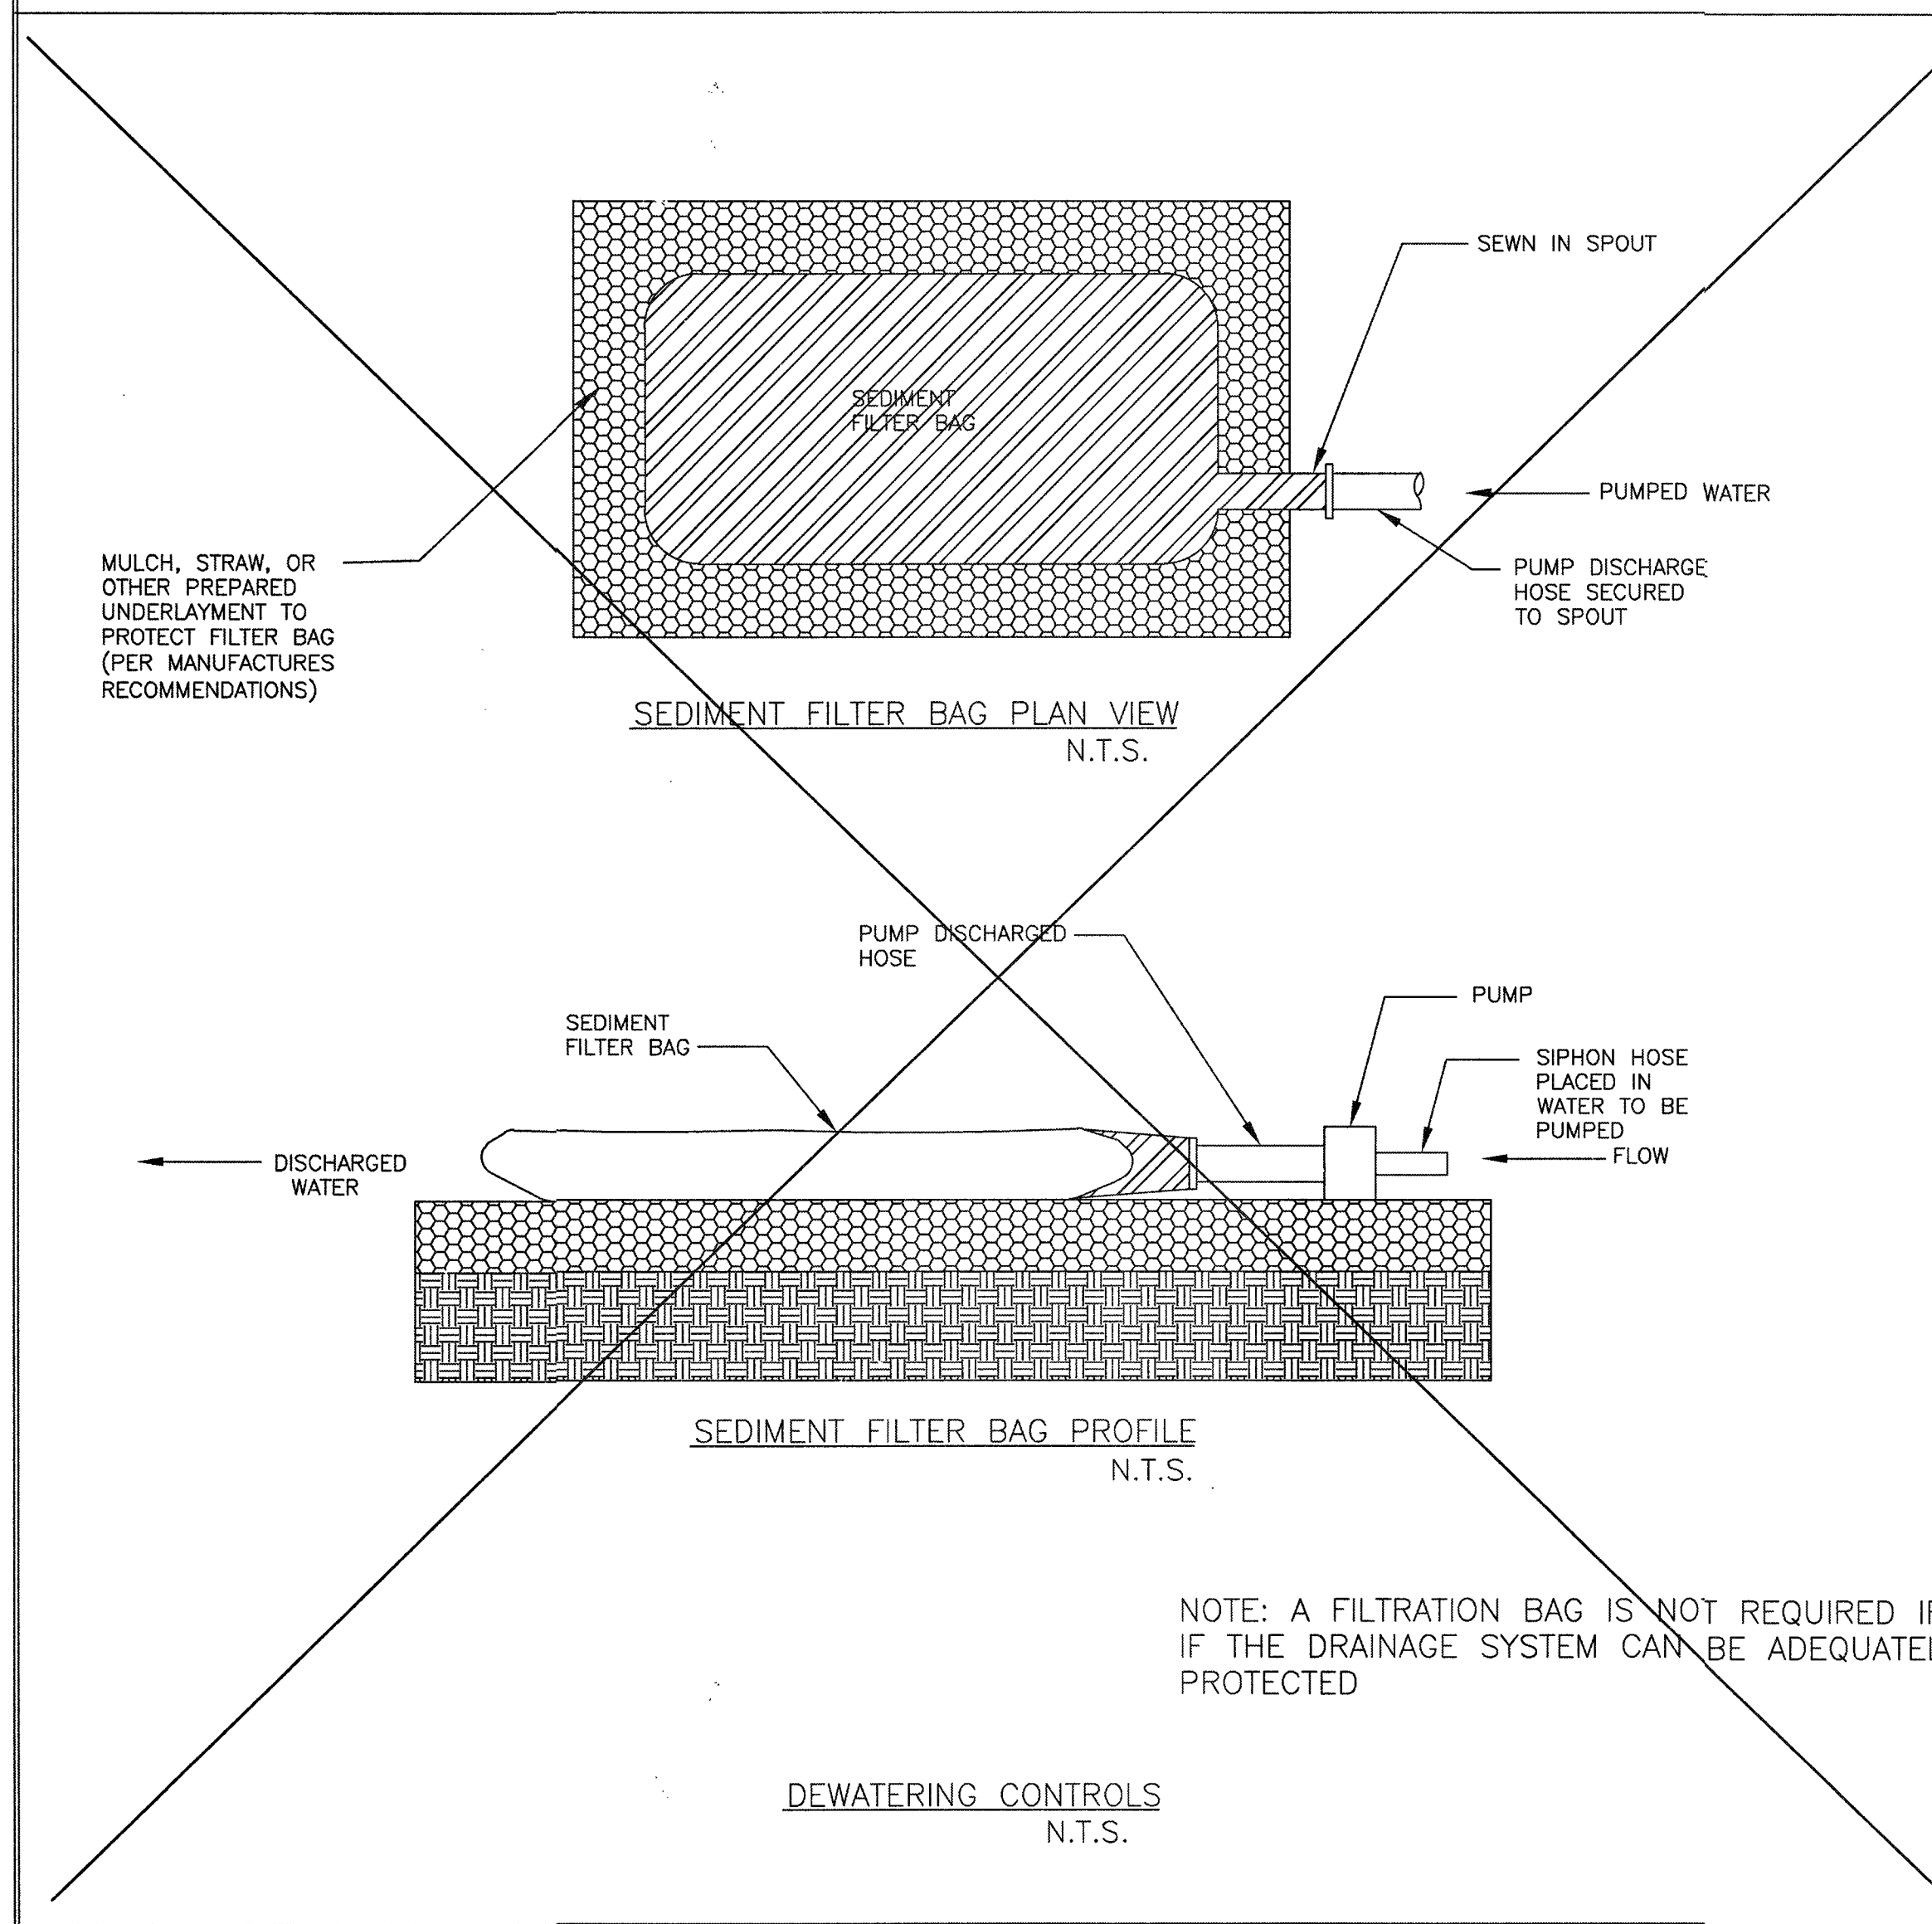 SEWN IN SPOUT
SEDIMENT
FILTER BAG
PUMPED WATER
MULCH, STRAW, OR
OTHER PREPARED
UNDERLAYMENT TO
PROTECT FILTER BAG
(PER MANUFACTURES
RECOMMENDATIONS)
PUMP DISCHARGE
HOSE SECURED
TO SPOUT
SEDIMENT FILTER BAG PLAN VIEW
N.T.S.
PUMP DISCHARGED
HOSE
PUMP
SEDIMENT
FILTER BAG
SIPHON HOSE
PLACED IN
WATER TO BE
PUMPED
FLOW
DISCHARGED
WATER
SEDIMENT FILTER BAG PROFILE
N.T.S.
NOTE: A FILTRATION BAG IS NOT REQUIRED IF
IF THE DRAINAGE SYSTEM CAN BE ADEQUATEL
PROTECTED
DEWATERING CONTROLS
N.T.S.